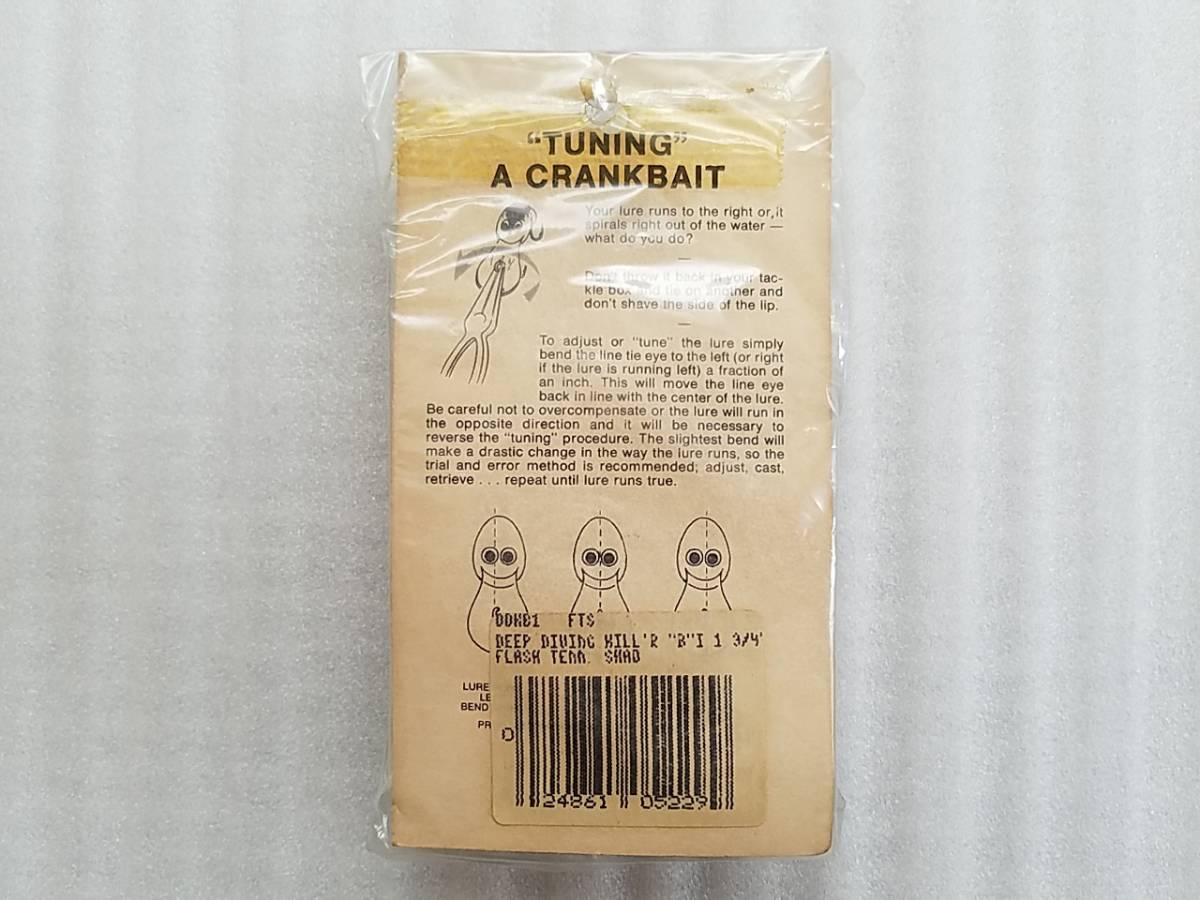 “TUNING”
A CRANKBAIT
Your lure runs to the right or, it
spirals right out of the water —
what do you do?
—
Don't throw it back in your tac-
kle box and tie on another and
don't shave the side of the lip.
—
To adjust or "tune" the lure simply
bend the line tie eye to the left (or right
if the lure is running left) a fraction of
an inch. This will move the line eye
back in line with the center of the lure.
Be careful not to overcompensate or the lure will run in
the opposite direction and it will be necessary to
reverse the "tuning" procedure. The slightest bend will
make a drastic change in the way the lure runs, so the
trial and error method is recommended; adjust, cast,
retrieve . . . repeat until lure runs true.
DDKB1 FTS
DEEP DIVING KILL'R "B"I 1 3/4'
FLASK TENN. SHAD
LURE
LE
BEND
PR
0
24861 05229